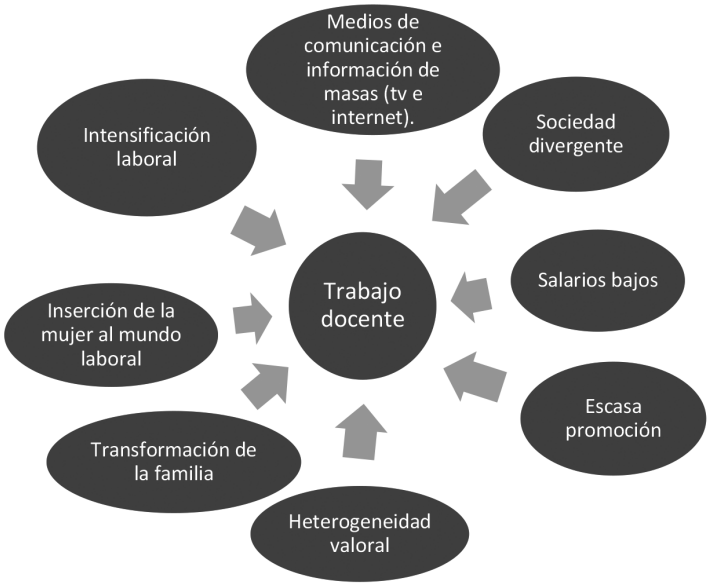 Medios de
comunicación e
información de
masas (tv e
internet).
Sociedad
divergente
Salarios bajos
Escasa
promoción
Heterogeneidad
valoral
Transformación de
la familia
Inserción de la
mujer al mundo
laboral
Intensificación
laboral
Trabajo
docente